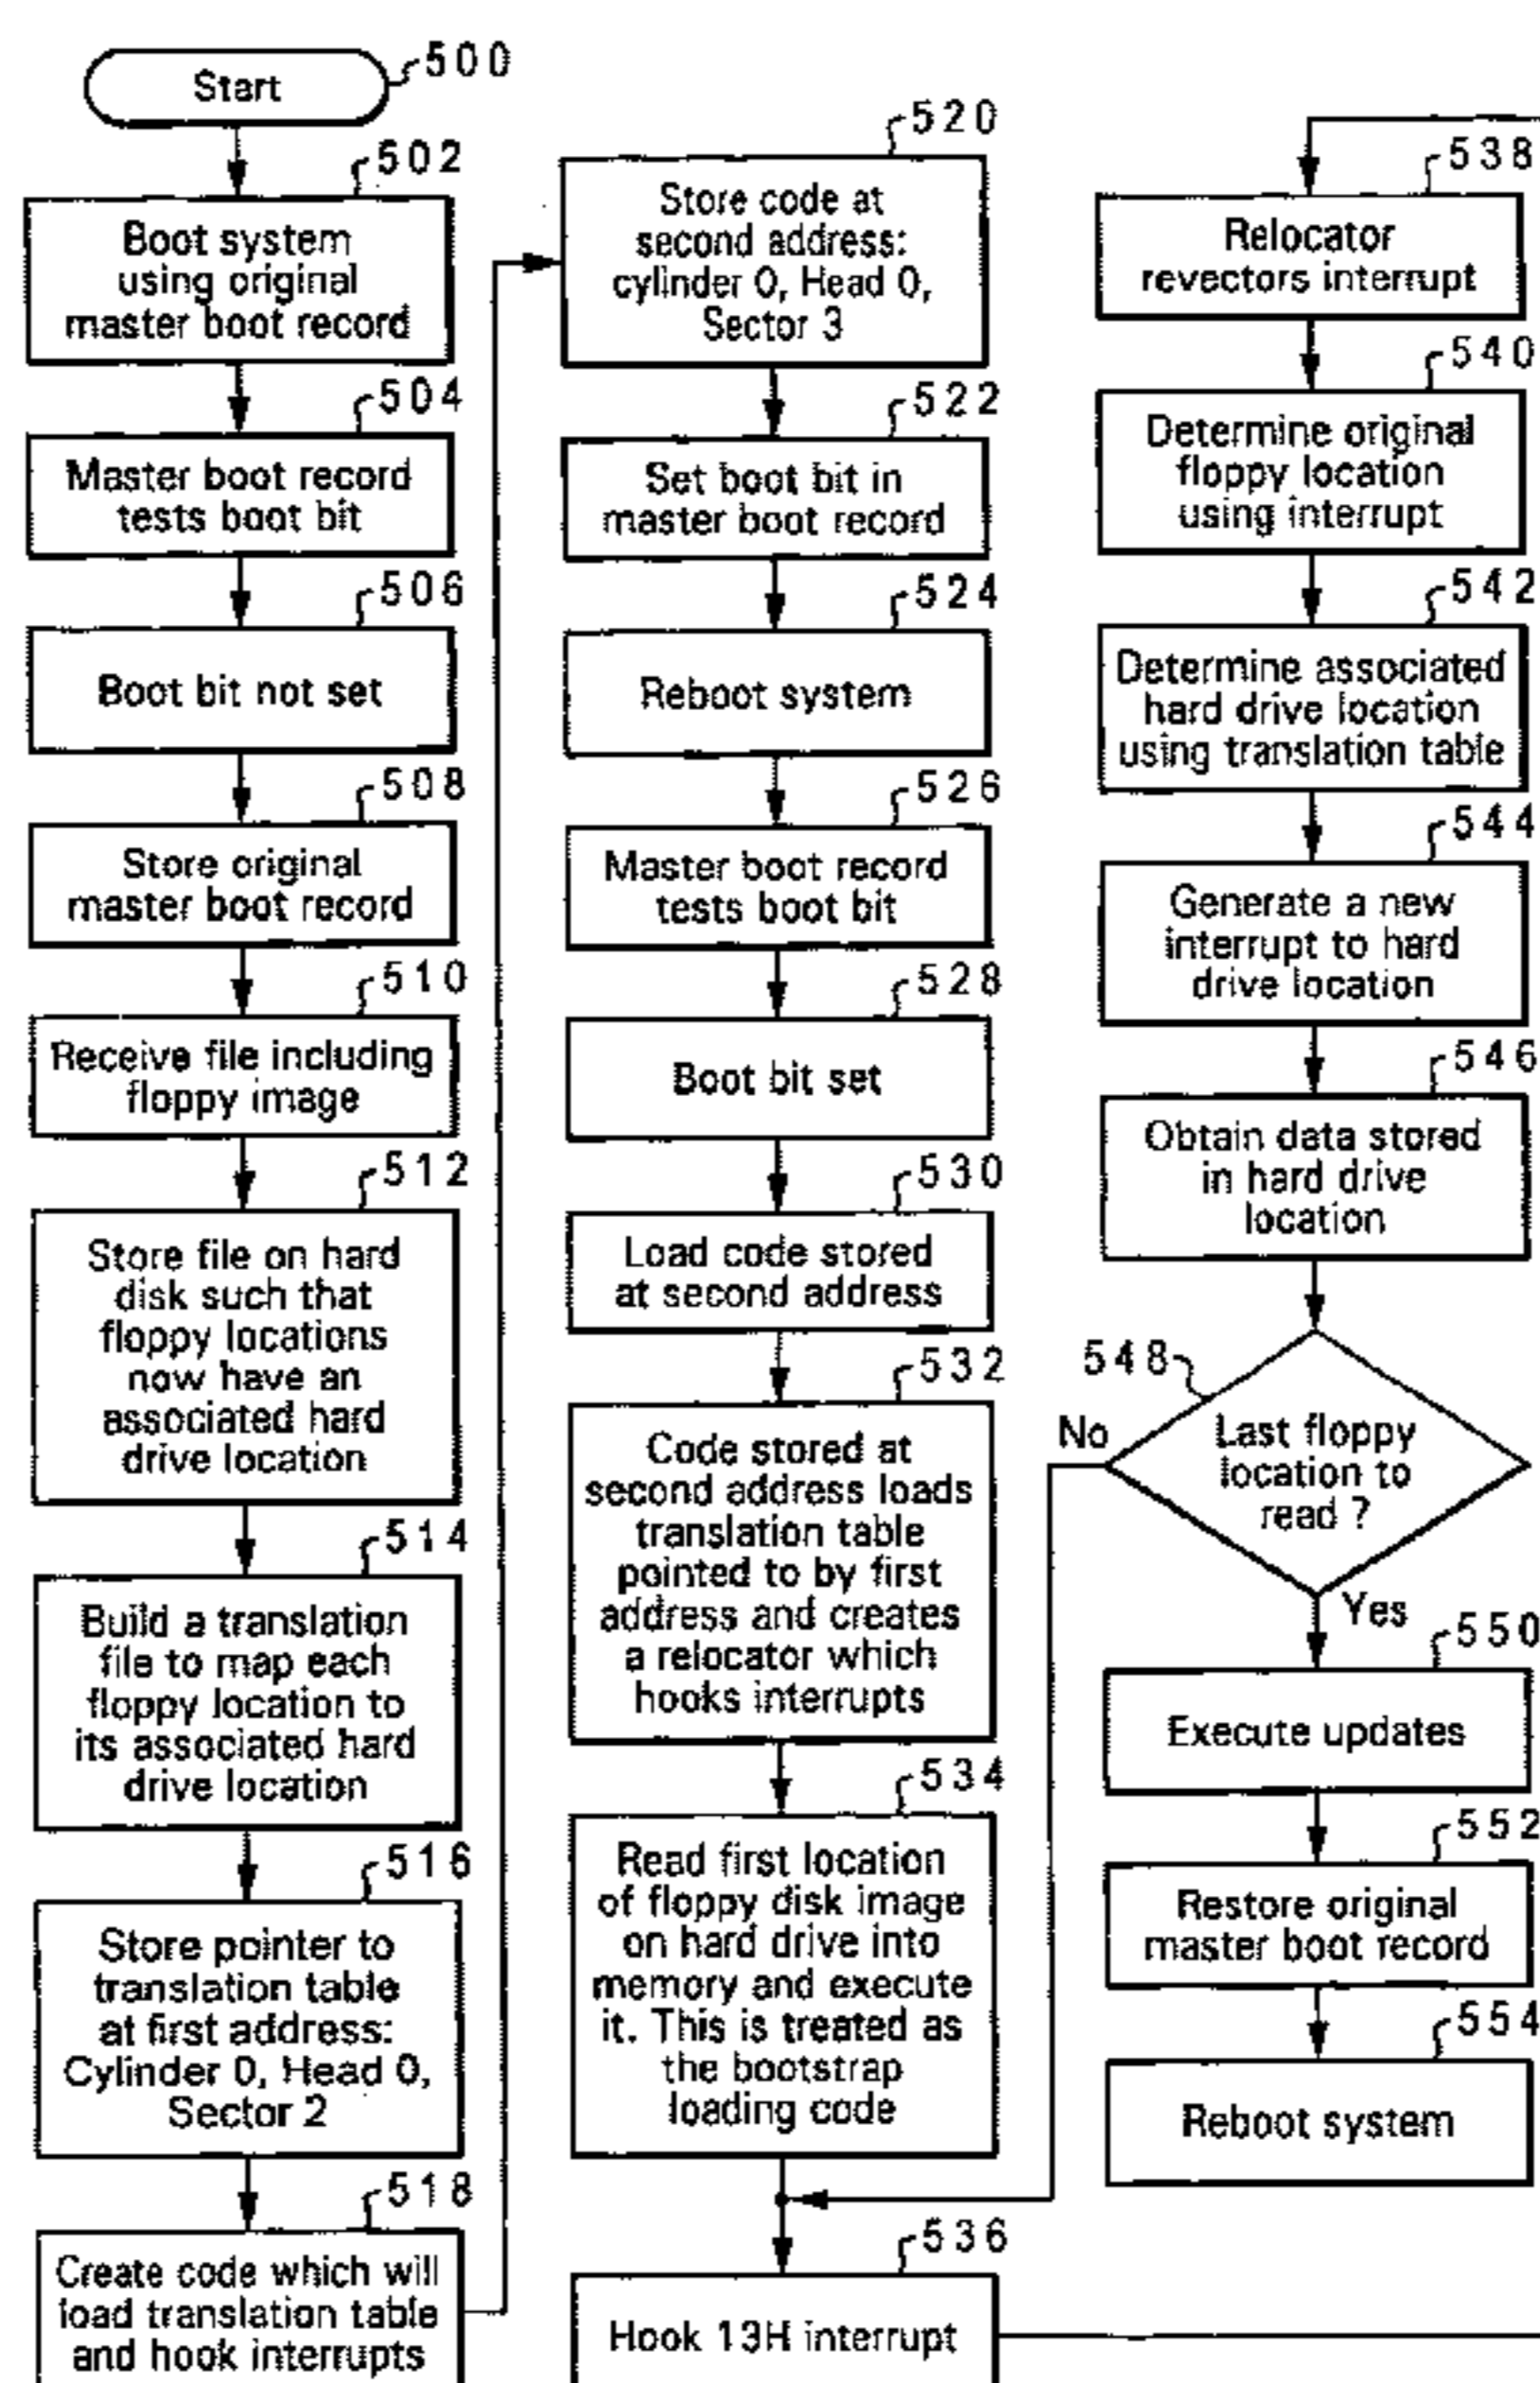 500
Start
502
Boot system
using original
master boot record
504
Master boot record
tests boot bit
506
Boot bit not set
508
Store original
master boot record
510
Receive file including
floppy image
512
Store file on hard
disk such that
floppy locations
now have an
associated hard
drive location
514
Build a translation
file to map each
floppy location to
its associated hard
drive location
516
Store pointer to
translation table
at first address:
Cylinder 0, Head 0,
Sector 2
518
Create code which will
load translation table
and hook interrupts
520
Store code at
second address:
cylinder 0, Head 0,
Sector 3
522
Set boot bit in
master boot record
524
Reboot system
526
Master boot record
tests boot bit
528
Boot bit set
530
Load code stored
at second address
532
Code stored at
second address loads
translation table
pointed to by first
address and creates
a relocator which
hooks interrupts
534
Read first location
of floppy disk image
on hard drive into
memory and execute
it. This is treated as
the bootstrap
loading code
536
Hook 13H interrupt
538
Relocator
revectors interrupt
540
Determine original
floppy location
using interrupt
542
Determine associated
hard drive location
using translation table
544
Generate a new
interrupt to hard
drive location
546
Obtain data stored
in hard drive
location
548
No
Last floppy
location to
read ?
Yes
550
Execute updates
552
Restore original
master boot record
554
Reboot system